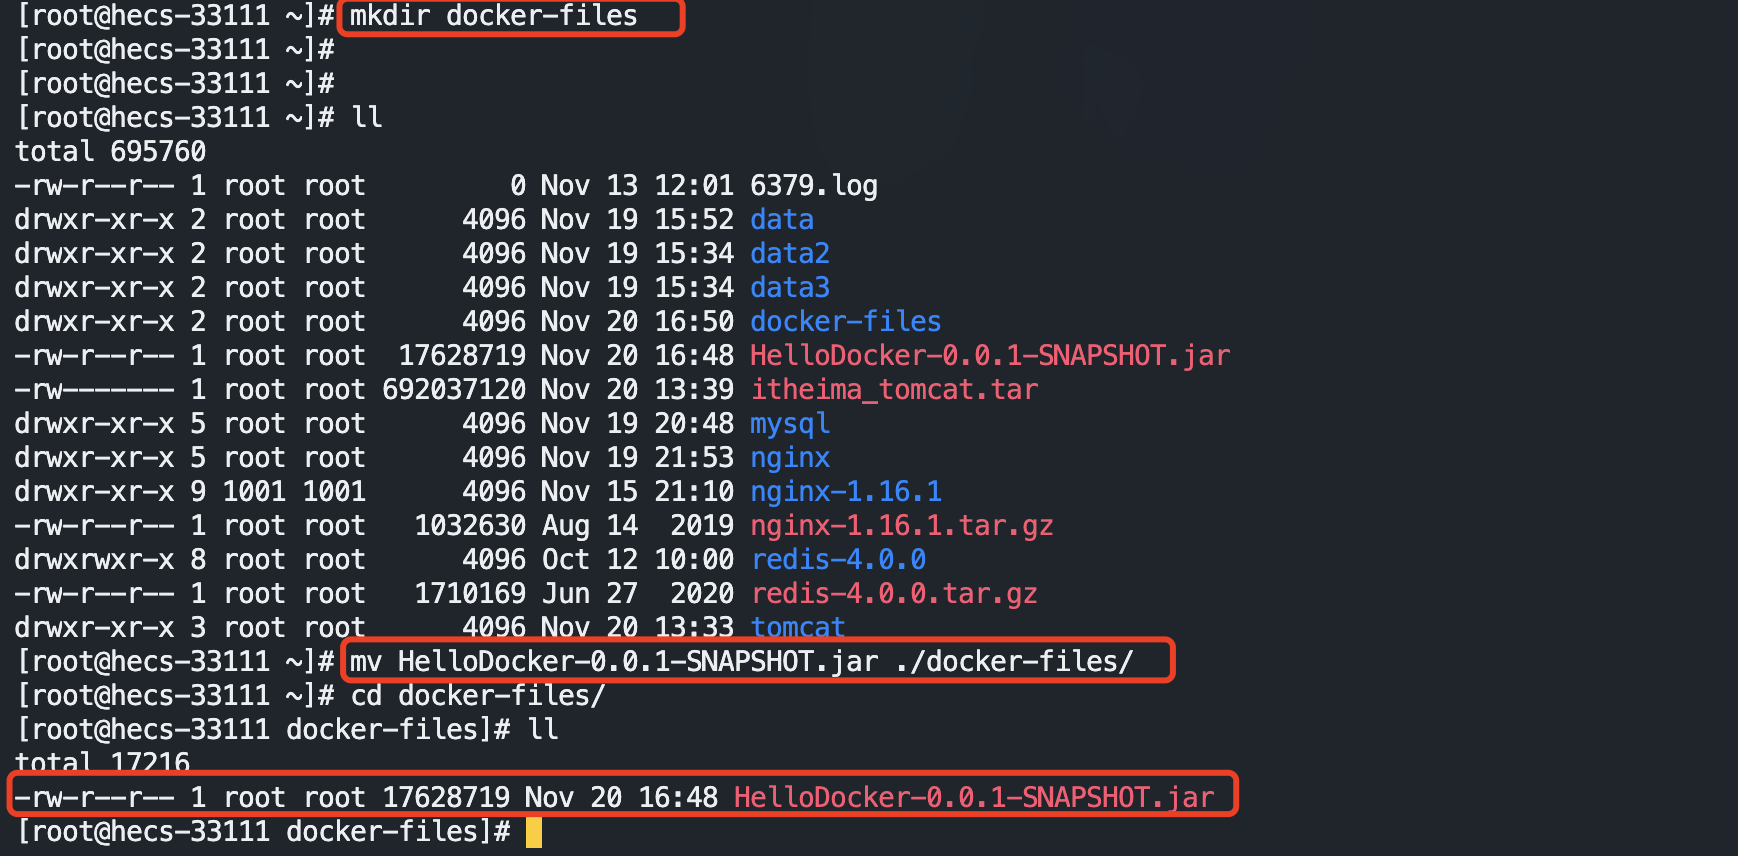 [root@hecs-33111 ~]# mkdir docker-files
[root@hecs-33111 ~]#
[root@hecs-33111 ~]#
[root@hecs-33111 ~]# ll
total 695760
-rw-r--r-- 1 root root         0 Nov 13 12:01 6379.log
drwxr-xr-x 2 root root      4096 Nov 19 15:52 data
drwxr-xr-x 2 root root      4096 Nov 19 15:34 data2
drwxr-xr-x 2 root root      4096 Nov 19 15:34 data3
drwxr-xr-x 2 root root      4096 Nov 20 16:50 docker-files
-rw-r--r-- 1 root root  17628719 Nov 20 16:48 HelloDocker-0.0.1-SNAPSHOT.jar
-rw------- 1 root root 692037120 Nov 20 13:39 itheima_tomcat.tar
drwxr-xr-x 5 root root      4096 Nov 19 20:48 mysql
drwxr-xr-x 5 root root      4096 Nov 19 21:53 nginx
drwxr-xr-x 9 1001 1001      4096 Nov 15 21:10 nginx-1.16.1
-rw-r--r-- 1 root root   1032630 Aug 14  2019 nginx-1.16.1.tar.gz
drwxrwxr-x 8 root root      4096 Oct 12 10:00 redis-4.0.0
-rw-r--r-- 1 root root   1710169 Jun 27  2020 redis-4.0.0.tar.gz
drwxr-xr-x 3 root root      4096 Nov 20 13:33 tomcat
[root@hecs-33111 ~]# mv HelloDocker-0.0.1-SNAPSHOT.jar ./docker-files/
[root@hecs-33111 ~]# cd docker-files/
[root@hecs-33111 docker-files]# ll
total 17216
-rw-r--r-- 1 root root 17628719 Nov 20 16:48 HelloDocker-0.0.1-SNAPSHOT.jar
[root@hecs-33111 docker-files]#